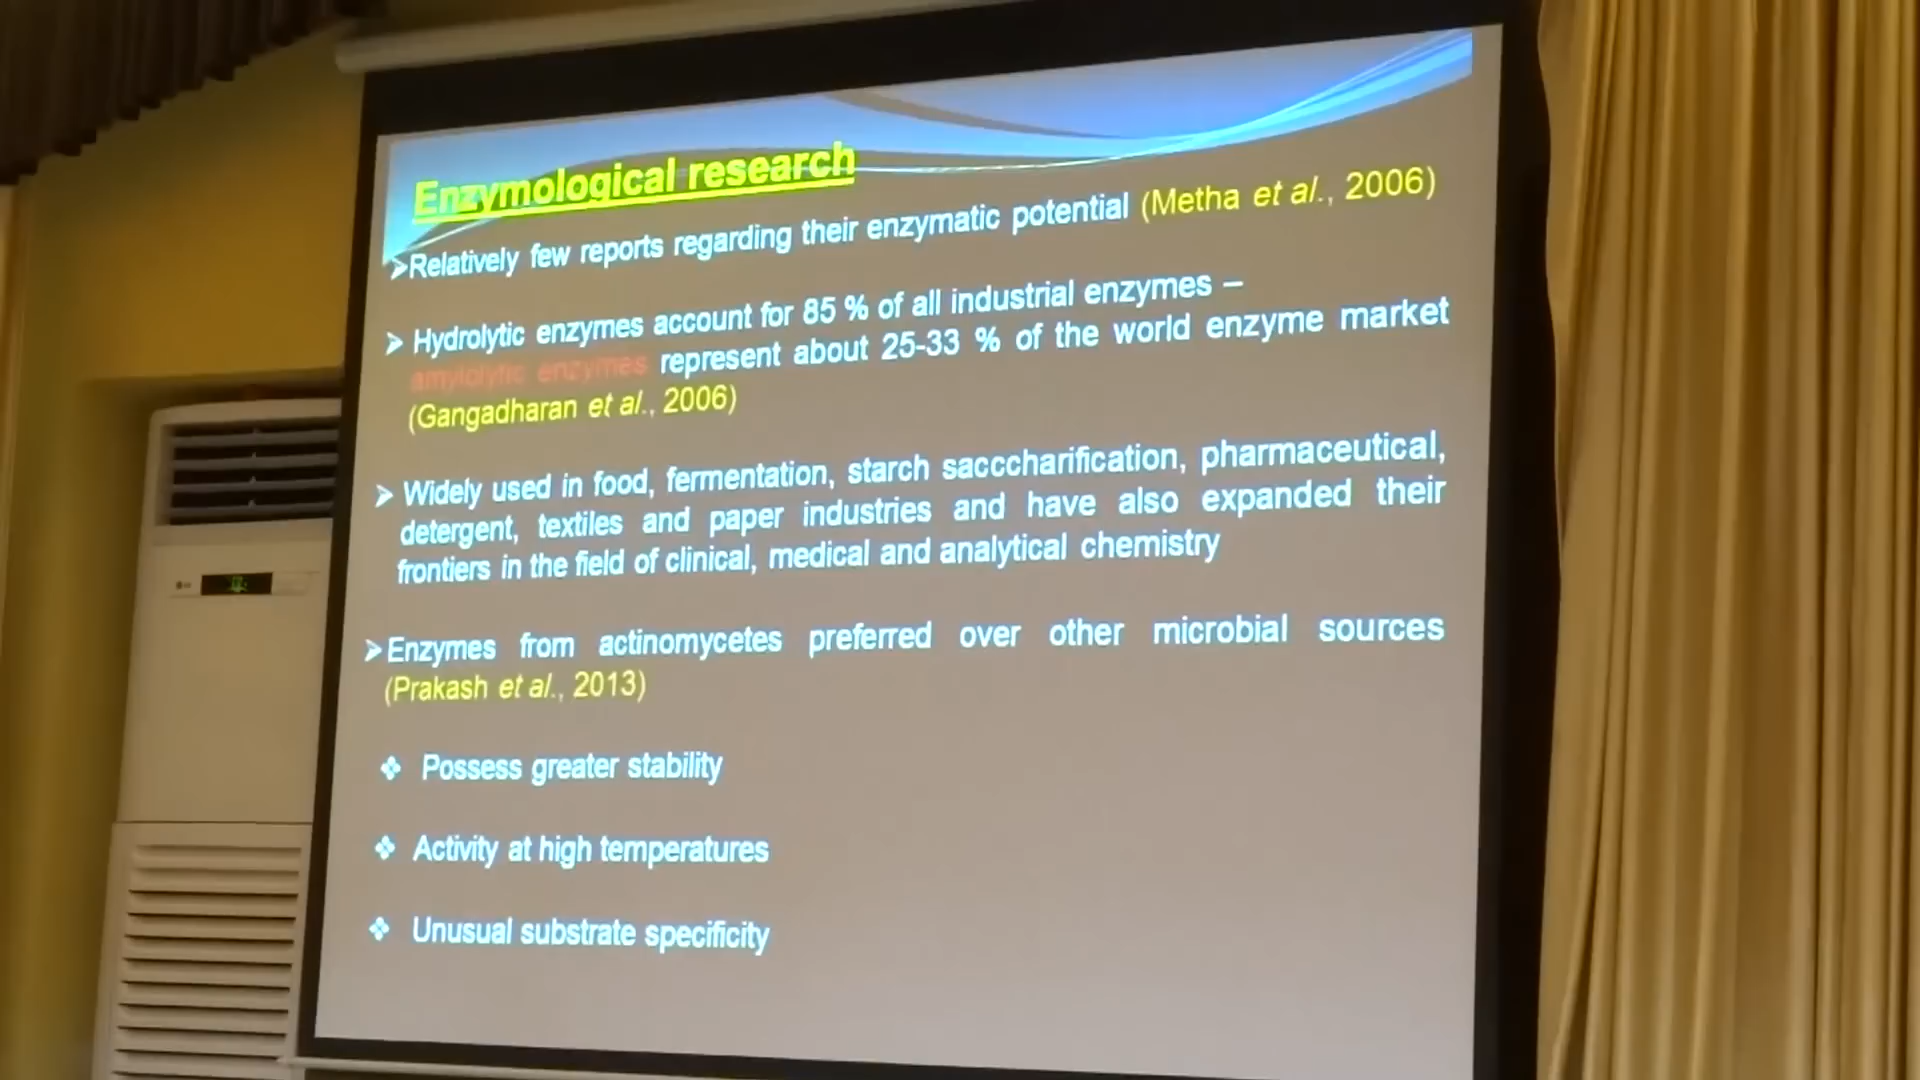 Enzymological research
➢Relatively few reports regarding their enzymatic potential (Metha et al., 2006)
➢ Hydrolytic enzymes account for 85 % of all industrial enzymes –
amylolytic enzymes represent about 25-33 % of the world enzyme market
(Gangadharan et al., 2006)
➢ Widely used in food, fermentation, starch sacccharification, pharmaceutical,
detergent, textiles and paper industries and have also expanded their
frontiers in the field of clinical, medical and analytical chemistry
➢Enzymes from actinomycetes preferred over other microbial sources
(Prakash et al., 2013)
❖ Possess greater stability
❖ Activity at high temperatures
❖ Unusual substrate specificity